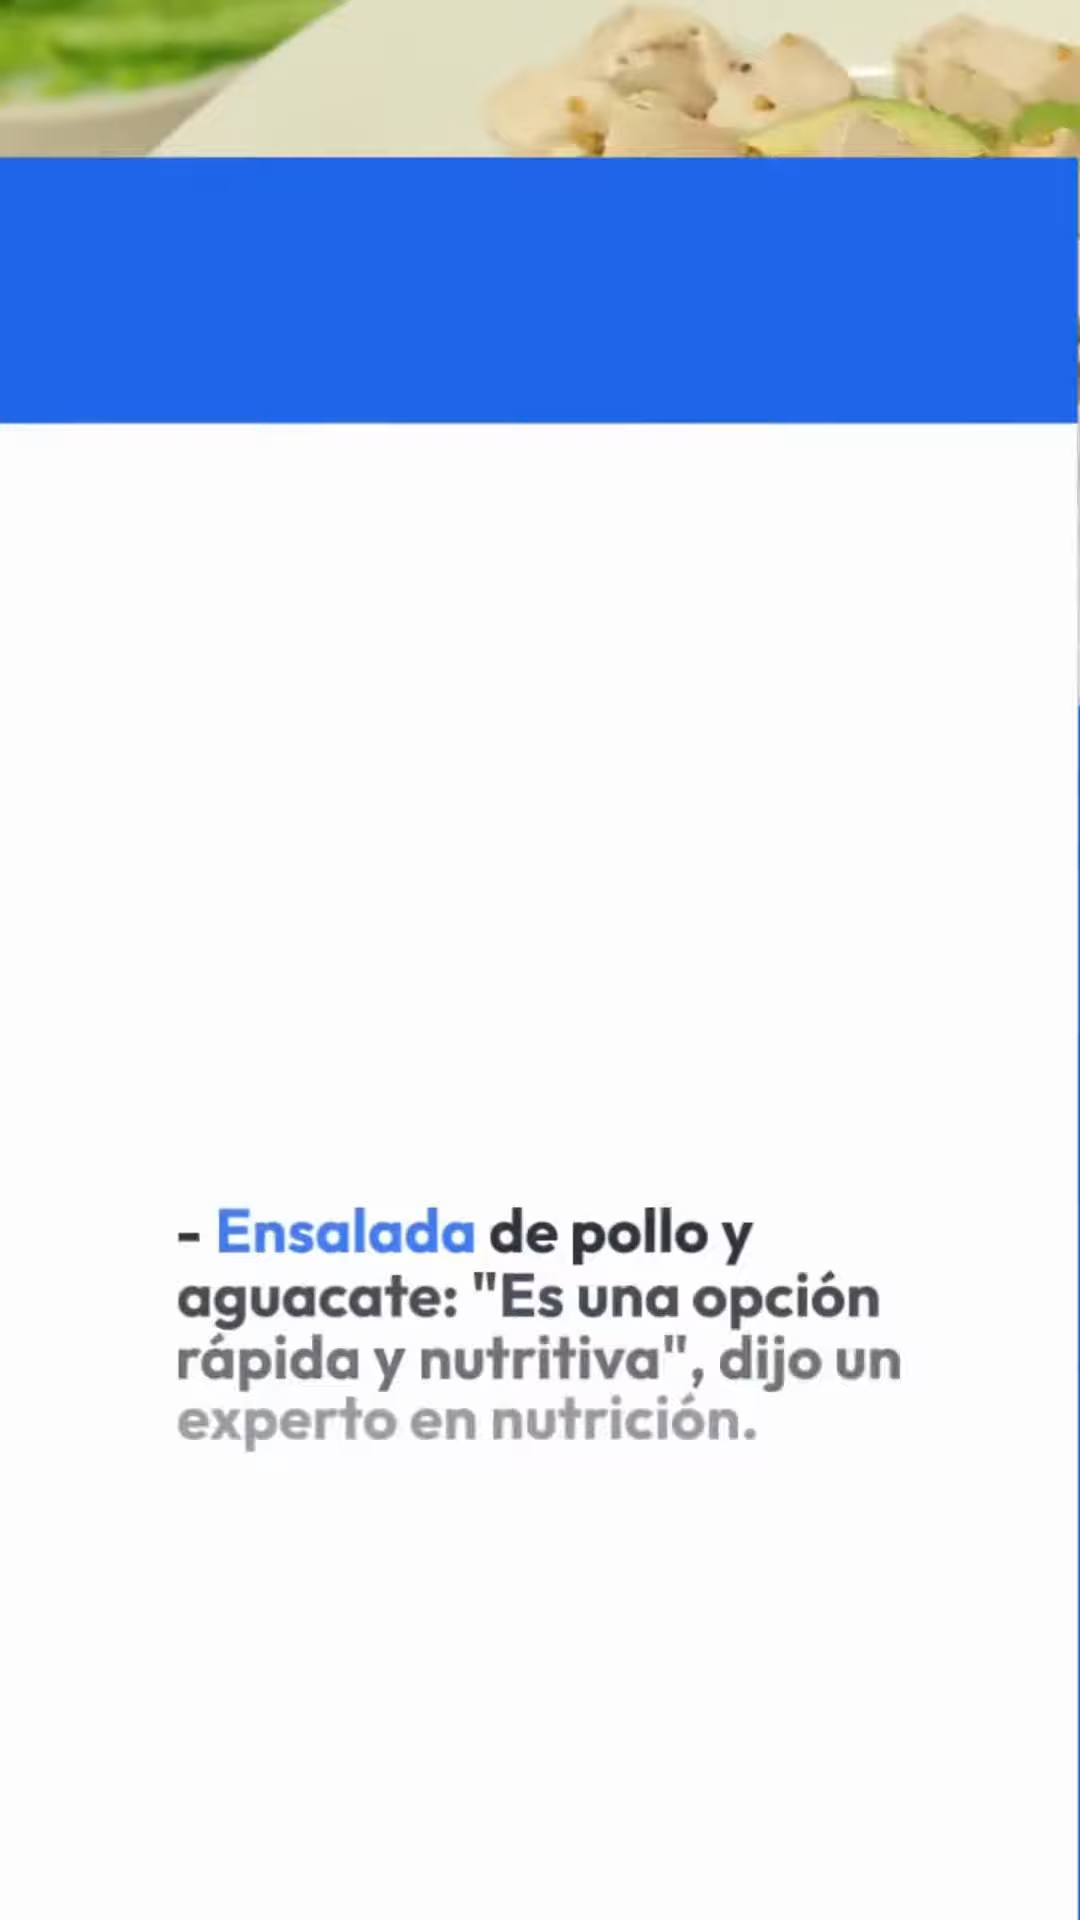 - Ensalada de pollo y
aguacate: "Es una opción
rápida y nutritiva", dijo un
experto en nutrición.